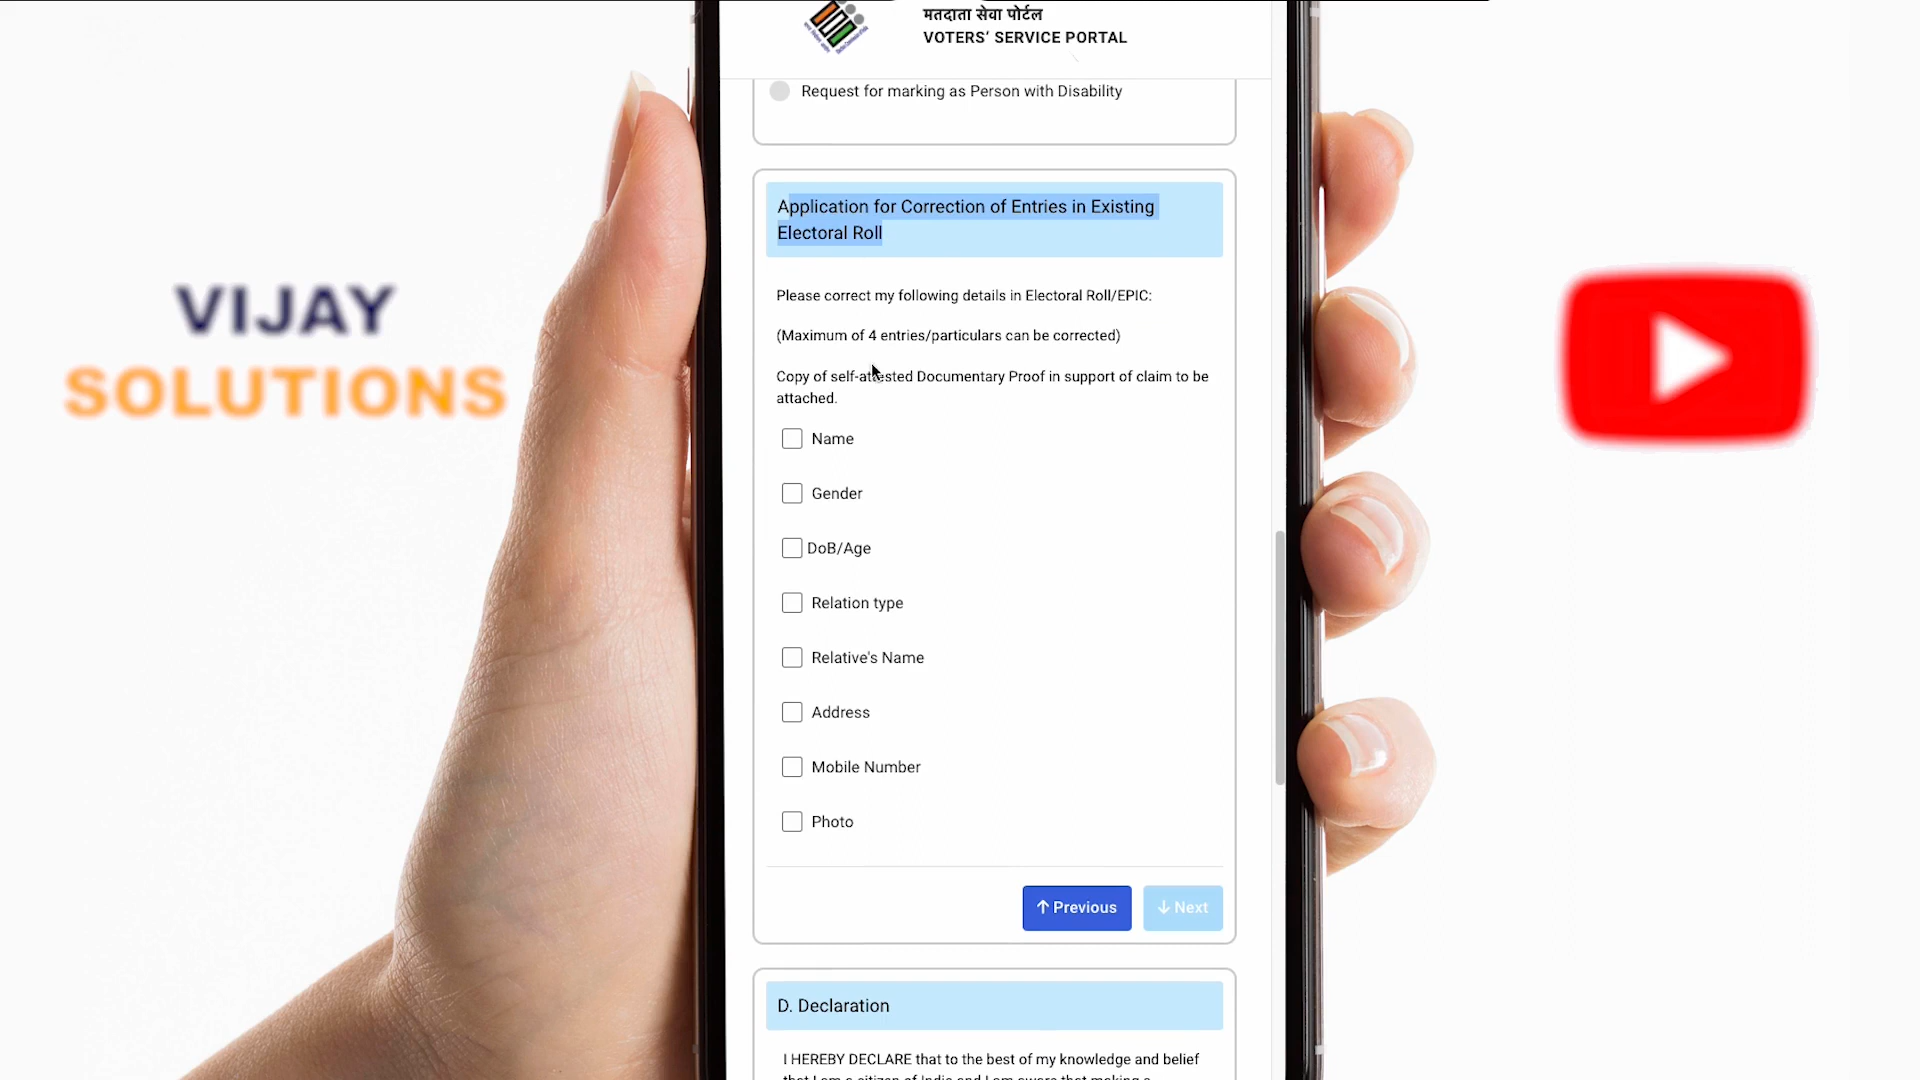 मतदाता सेवा पोर्टल
VOTERS’ SERVICE PORTAL
Request for marking as Person with Disability
Application for Correction of Entries in Existing
Electoral Roll
Please correct my following details in Electoral Roll/EPIC:
(Maximum of 4 entries/particulars can be corrected)
Copy of self-attested Documentary Proof in support of claim to be
attached.
Name
Gender
DoB/Age
Relation type
Relative's Name
Address
Mobile Number
Photo
Previous
Next
D. Declaration
I HEREBY DECLARE that to the best of my knowledge and belief
VIJAY
SOLUTIONS